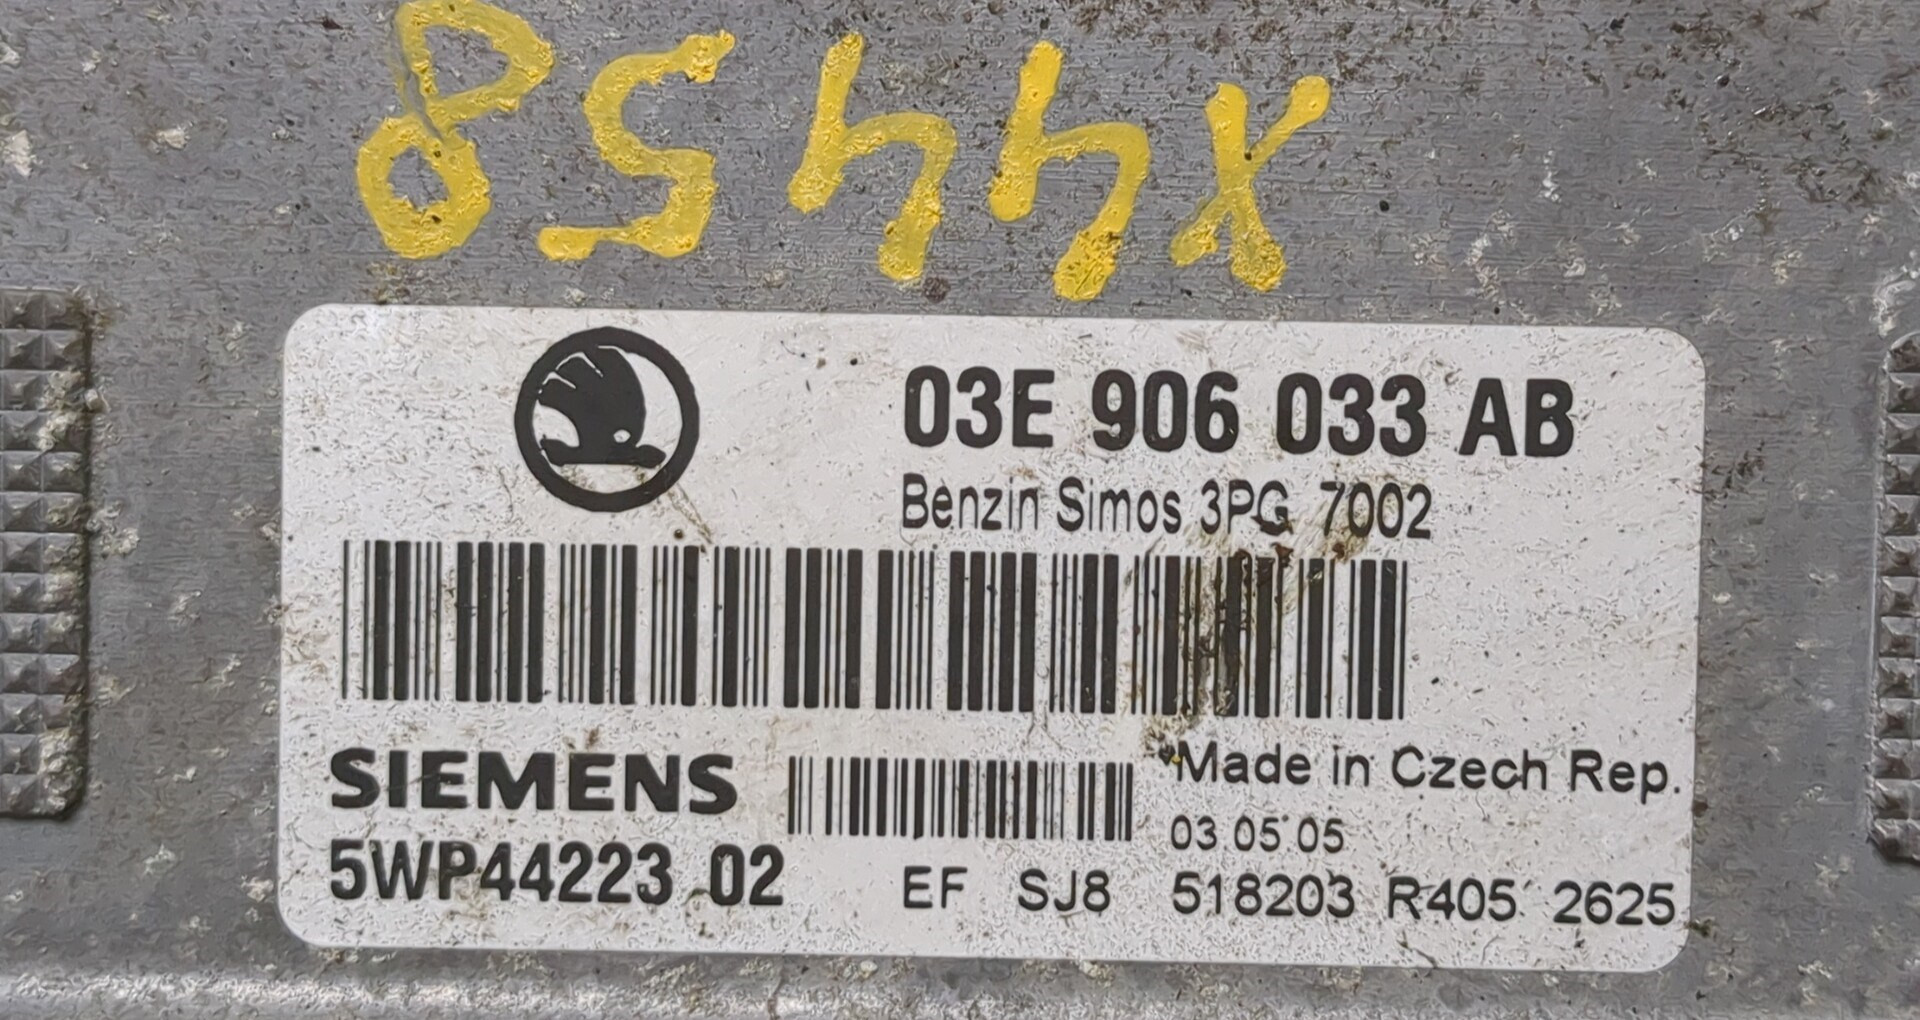 X4458
03E 906 033 AB
Benzin Simos 3PG 7002
SIEMENS
Made in Czech Rep.
03 05 05
5WP44223 02
EF SJ8 518203 R405 2625